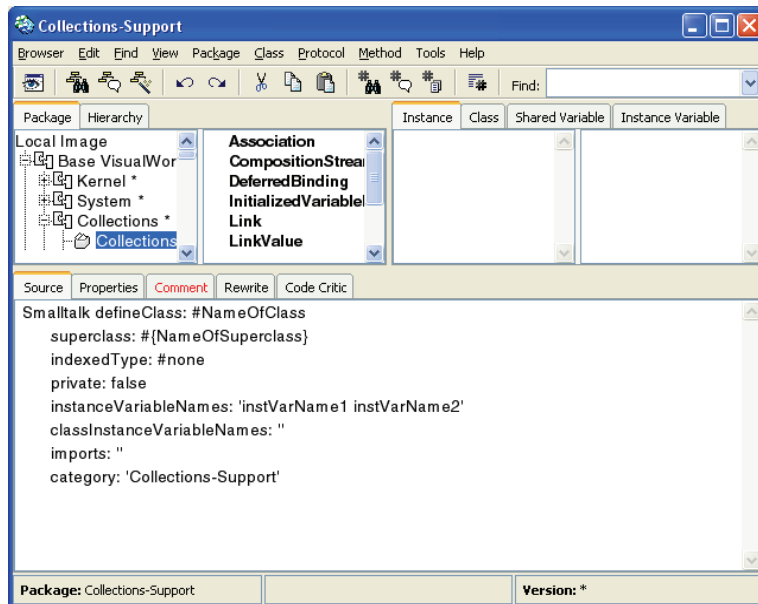 Collections-Support
Browser Edit Find View Package Class Protocol Method Tools Help
Find:
Package Hierarchy
Instance Class Shared Variable Instance Variable
Local Image
Base VisualWor
Kernel *
System *
Collections *
Collections
Association
CompositionStrea
DeferredBinding
InitializedVariable
Link
LinkValue
Source Properties Comment Rewrite Code Critic
Smalltalk defineClass: #NameOfClass
superclass: #{NameOfSuperclass}
indexedType: #none
private: false
instanceVariableNames: 'instVarName1 instVarName2'
classInstanceVariableNames: ''
imports: ''
category: 'Collections-Support'
Package: Collections-Support
Version: *